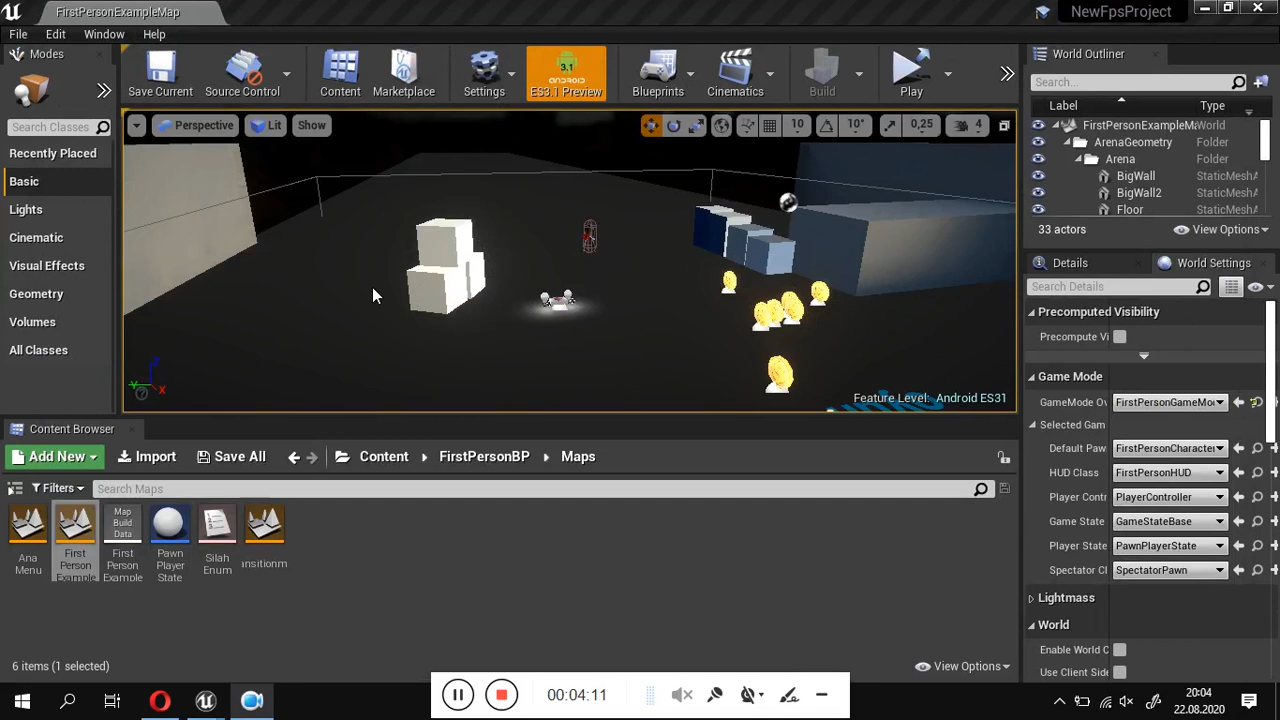 FirstPersonExampleMap
NewFpsProject
File Edit Window Help
Modes
Search Classes
Recently Placed
Basic
Lights
Cinematic
Visual Effects
Geometry
Volumes
All Classes
Save Current
Source Control
Content
Marketplace
Settings
3.1
ANDROID
ES3.1 Preview
Blueprints
Cinematics
Build
Play
Perspective
Lit
Show
10
10°
0,25
4
Feature Level: Android ES31
World Outliner
Search...
Label
Type
FirstPersonExampleMa
World
ArenaGeometry
Folder
Arena
Folder
BigWall
StaticMeshA
BigWall2
StaticMeshA
Floor
StaticMeshA
33 actors
View Options
Details
World Settings
Search Details
Precomputed Visibility
Precompute Vi
Game Mode
GameMode Ov
FirstPersonGameMo
Selected Gam
Default Paw
FirstPersonCharacter
HUD Class
FirstPersonHUD
Player Contr
PlayerController
Game State
GameStateBase
Player State
PawnPlayerState
Spectator Cl
SpectatorPawn
Lightmass
World
Enable World C
Use Client Side
Content Browser
Add New
Import
Save All
Content
FirstPersonBP
Maps
Filters
Search Maps
Ana
Menu
First
Person
Example
Map
Build
Data
First
Person
Example
Pawn
Player
State
Silah
Enum
ansitionm
6 items (1 selected)
View Options
00:04:11
20:04
22.08.2020